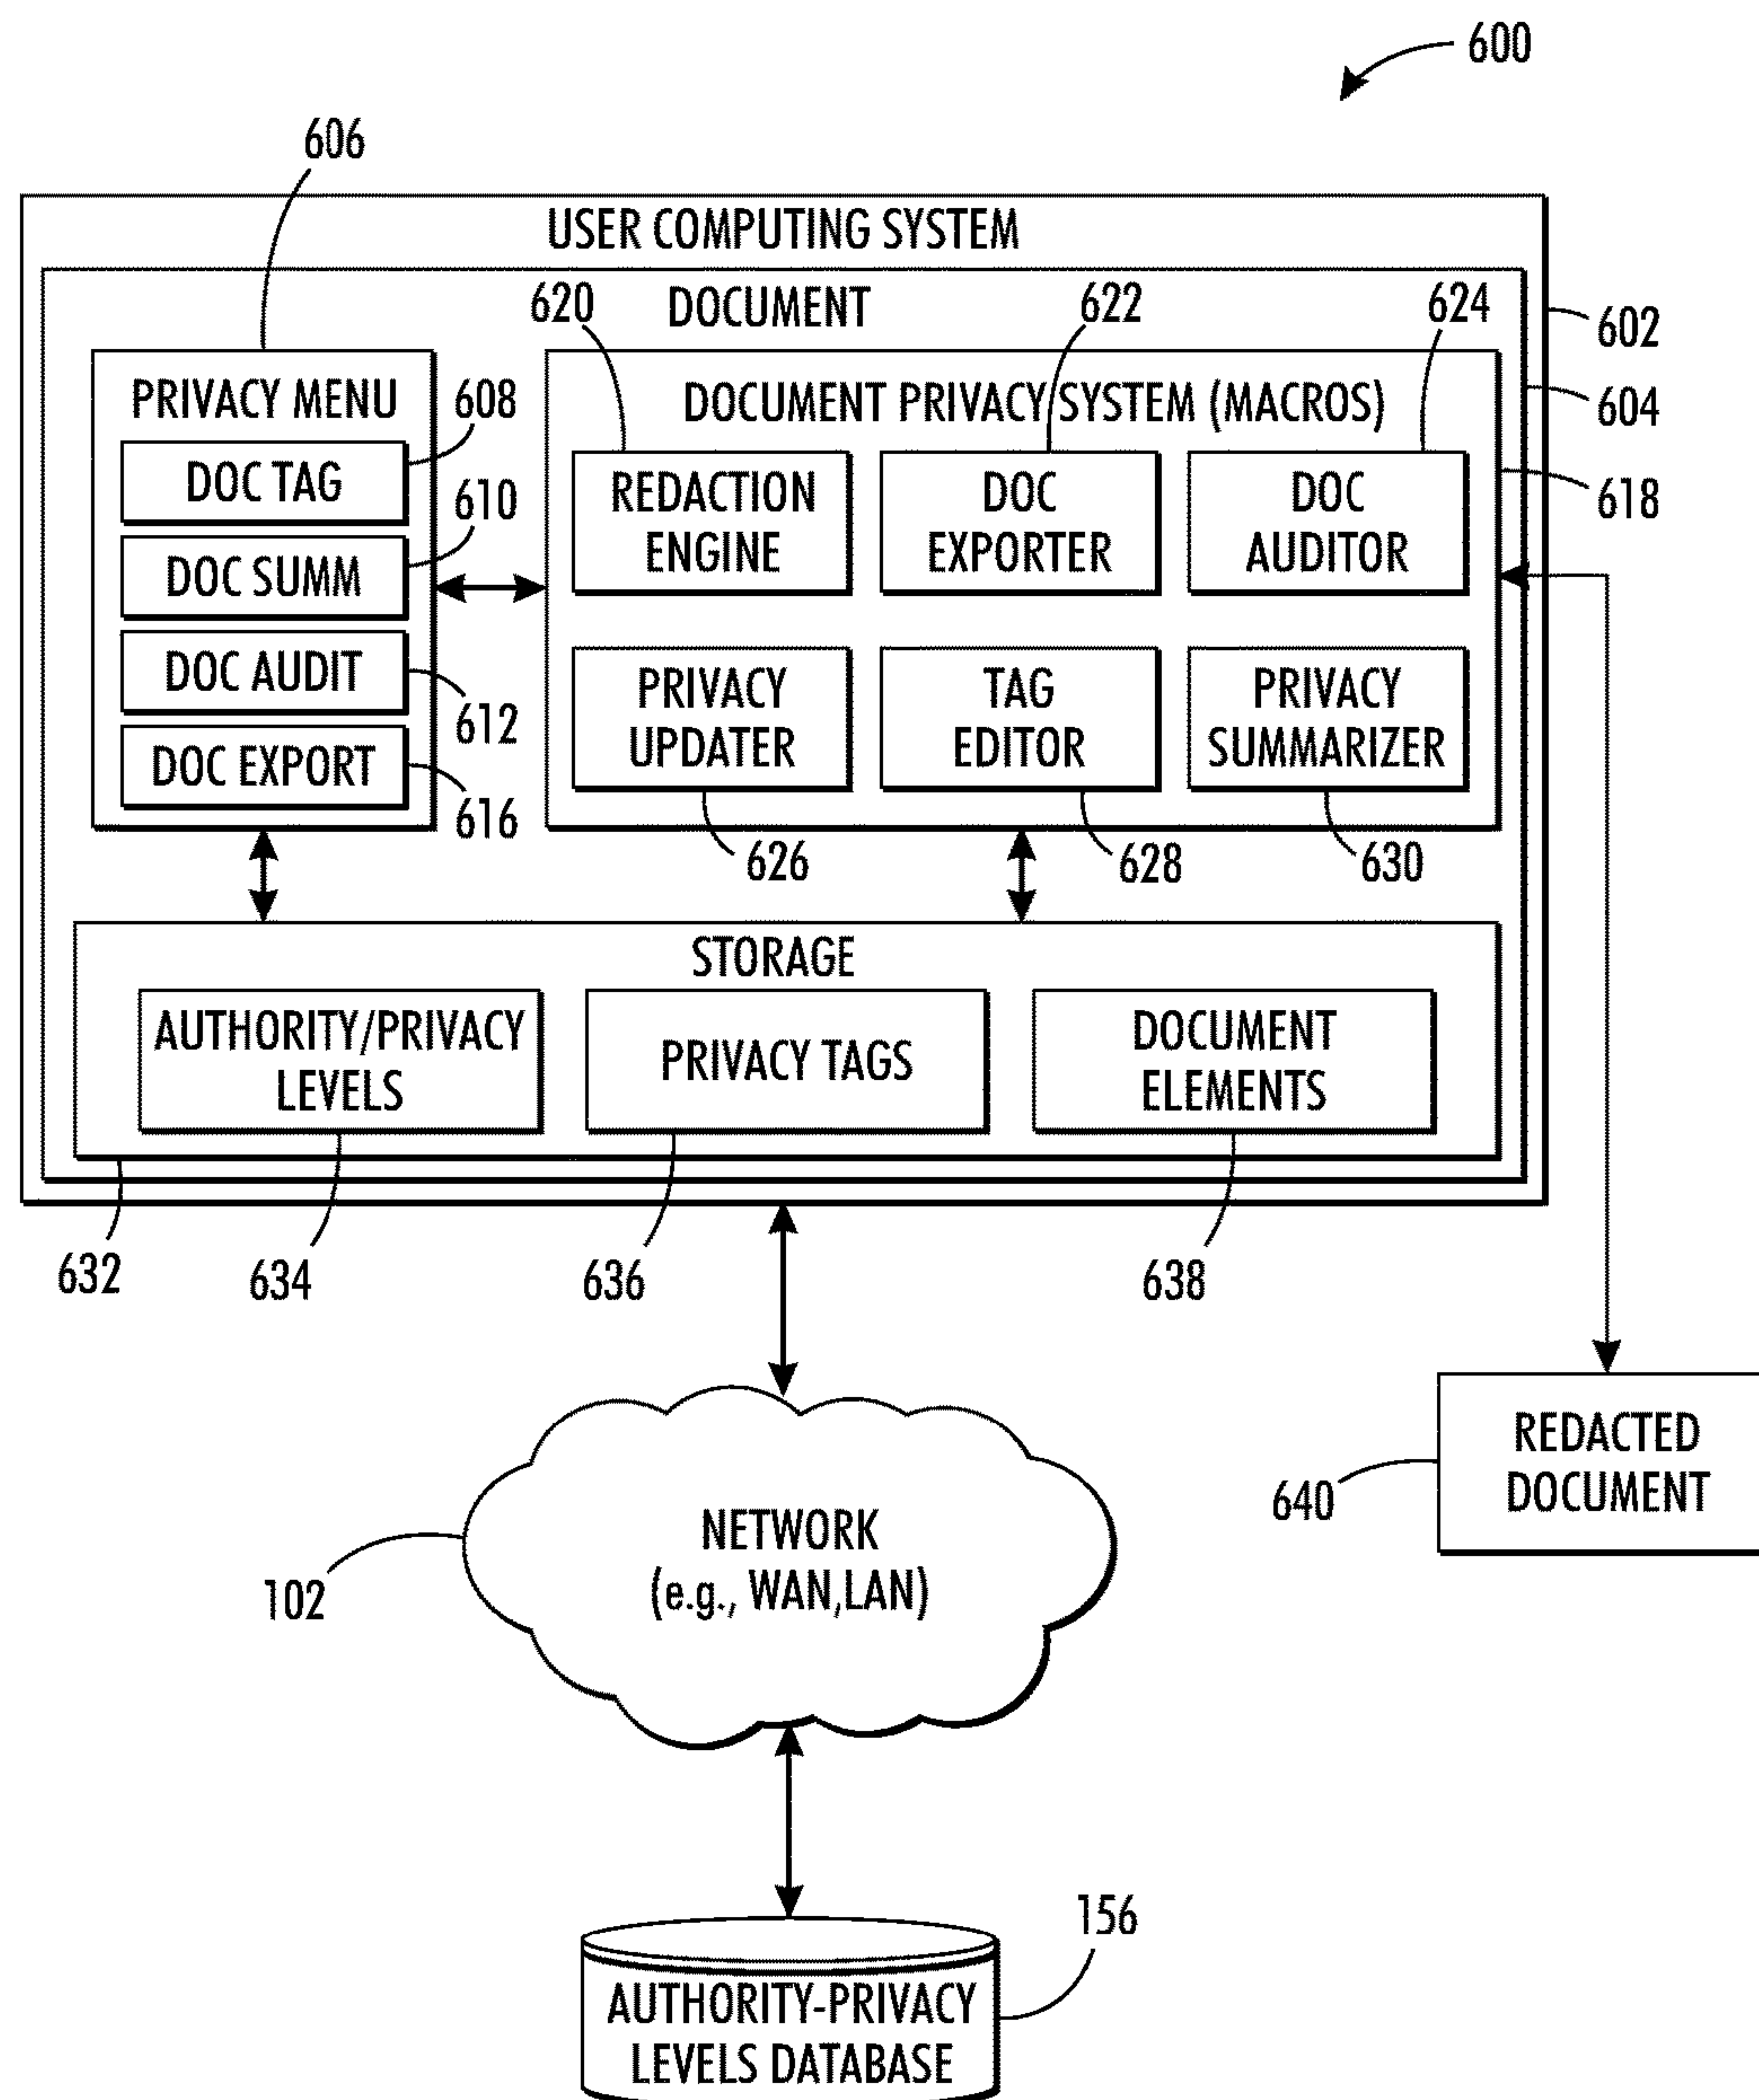 600
606
USER COMPUTING SYSTEM
DOCUMENT
620
622
624
602
604
618
PRIVACY MENU
608
DOC TAG
610
DOC SUMM
DOC AUDIT
612
DOC EXPORT
616
DOCUMENT PRIVACY SYSTEM (MACROS)
REDACTION
ENGINE
DOC
EXPORTER
DOC
AUDITOR
PRIVACY
UPDATER
TAG
EDITOR
PRIVACY
SUMMARIZER
626
628
630
STORAGE
AUTHORITY/PRIVACY
LEVELS
PRIVACY TAGS
DOCUMENT
ELEMENTS
632
634
636
638
REDACTED
DOCUMENT
640
NETWORK
(e.g., WAN,LAN)
102
156
AUTHORITY-PRIVACY
LEVELS DATABASE